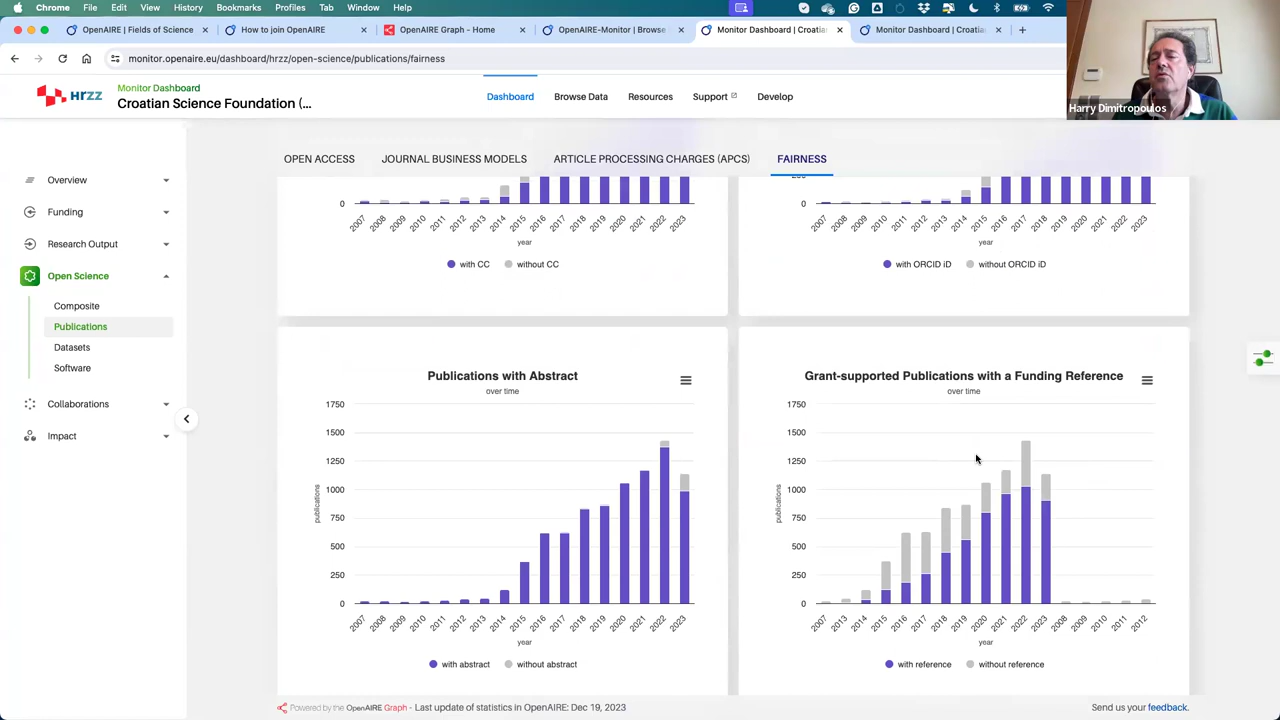 Chrome File Edit View History Bookmarks Profiles Tab Window Help
OpenAIRE | Fields of Science
How to join OpenAIRE
OpenAIRE Graph - Home
OpenAIRE-Monitor | Browse
Monitor Dashboard | Croatia
Monitor Dashboard | Croatian
monitor.openaire.eu/dashboard/hrzz/open-science/publications/fairness
Harry Dimitropoulos
HRZZ
Monitor Dashboard
Croatian Science Foundation (...
Dashboard Browse Data Resources Support Develop
OPEN ACCESS JOURNAL BUSINESS MODELS ARTICLE PROCESSING CHARGES (APCS) FAIRNESS
Overview
Funding
Research Output
Open Science
Composite
Publications
Datasets
Software
Collaborations
Impact
0
2007 2008 2009 2010 2011 2012 2013 2014 2015 2016 2017 2018 2019 2020 2021 2022 2023
year
with CC without CC
0
2007 2008 2009 2010 2011 2012 2013 2014 2015 2016 2017 2018 2019 2020 2021 2022 2023
year
with ORCID iD without ORCID iD
Publications with Abstract
over time
publications
1750
1500
1250
1000
750
500
250
0
2007 2008 2009 2010 2011 2012 2013 2014 2015 2016 2017 2018 2019 2020 2021 2022 2023
year
with abstract without abstract
Grant-supported Publications with a Funding Reference
over time
publications
1750
1500
1250
1000
750
500
250
0
2007 2013 2014 2015 2016 2017 2018 2019 2020 2021 2022 2023 2008 2009 2010 2011 2012
year
with reference without reference
Powered by the OpenAIRE Graph - Last update of statistics in OpenAIRE: Dec 19, 2023
Send us your feedback.